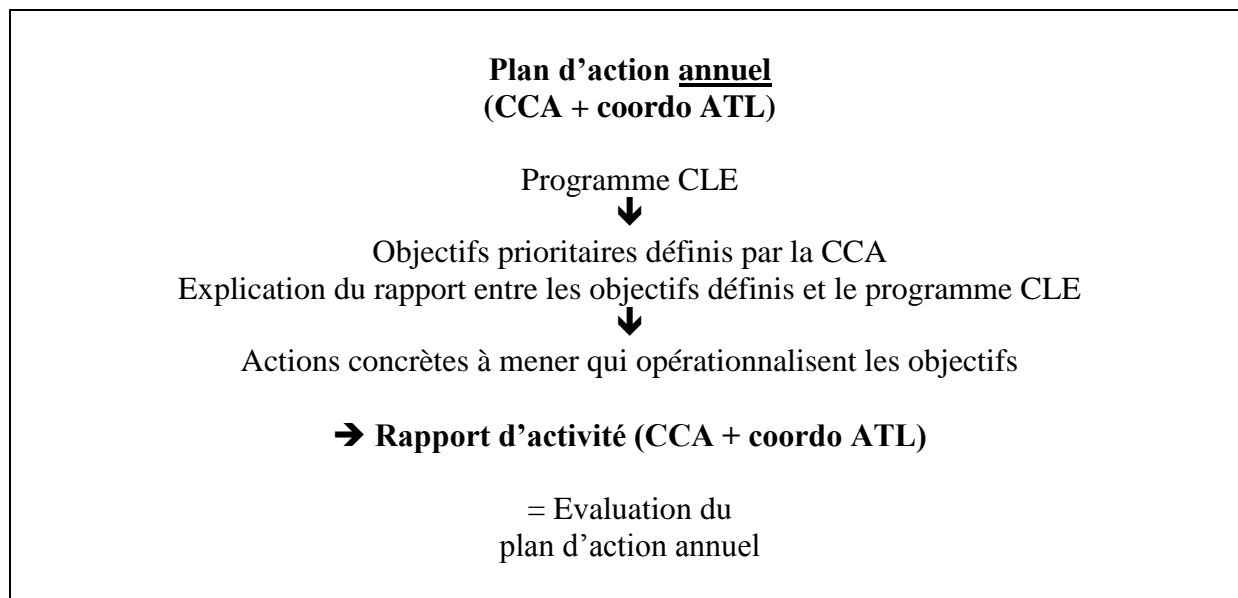 Plan d’action annuel
(CCA + coordo ATL)
Programme CLE
🡻
Objectifs prioritaires définis par la CCA
Explication du rapport entre les objectifs définis et le programme CLE
🡻
Actions concrètes à mener qui opérationnalisent les objectifs
➔ Rapport d’activité (CCA + coordo ATL)
= Evaluation du
plan d’action annuel